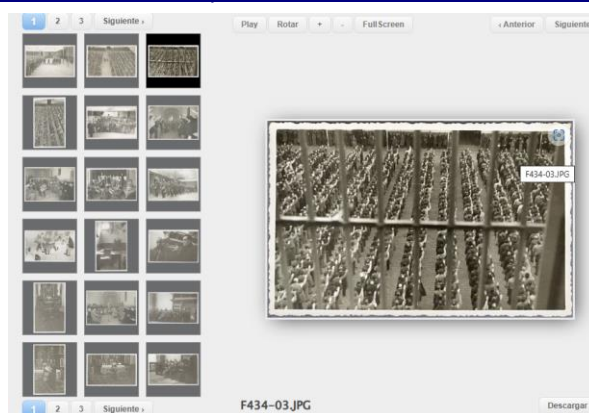 1 2 3 Siguiente ›
Play Rotar + - FullScreen ‹ Anterior Siguiente
F434-03.JPG
F434-03.JPG Descargar
1 2 3 Siguiente ›